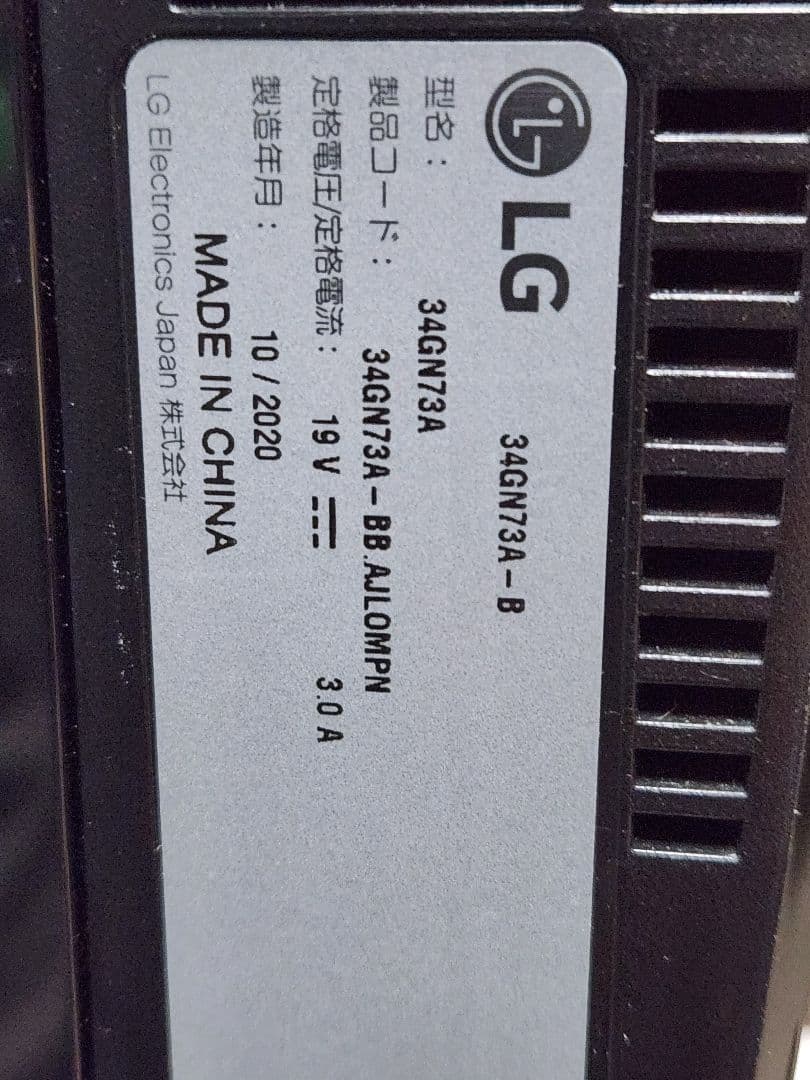 LG 34GN73A-B
型名： 34GN73A
製品コード： 34GN73A-BB.AJLOMPN
定格電圧/定格電流： 19V ⎓ 3.0 A
製造年月： 10 / 2020
MADE IN CHINA
LG Electronics Japan 株式会社